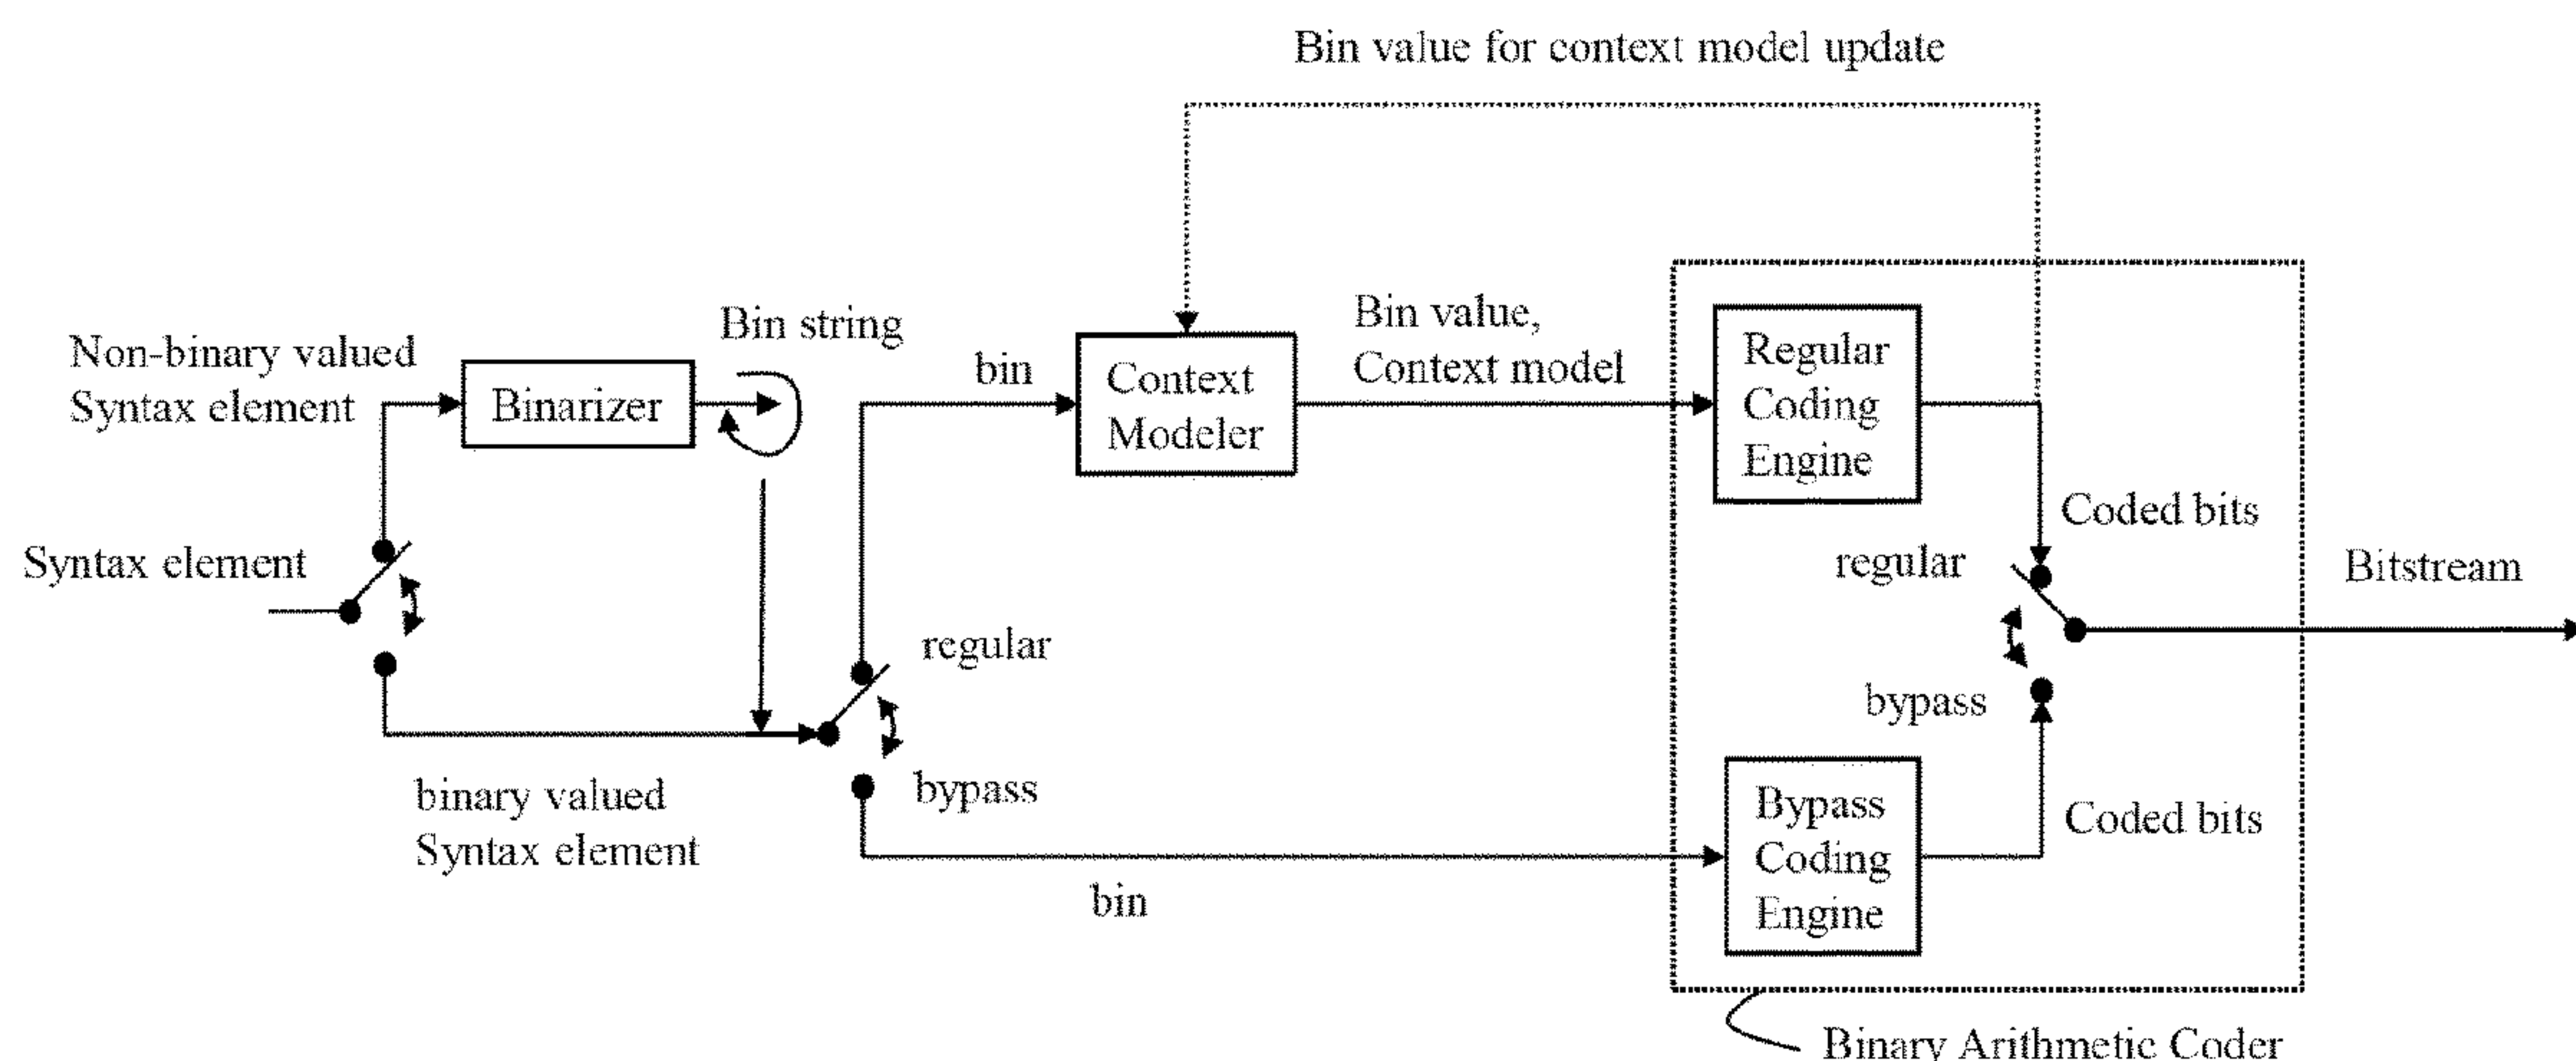 Bin value for context model update
Non-binary valued
Syntax element
Binarizer
Bin string
bin
Context
Modeler
Bin value,
Context model
Regular
Coding
Engine
Coded bits
Syntax element
regular
bypass
binary valued
Syntax element
bin
regular
bypass
Bypass
Coding
Engine
Coded bits
Bitstream
Binary Arithmetic Coder